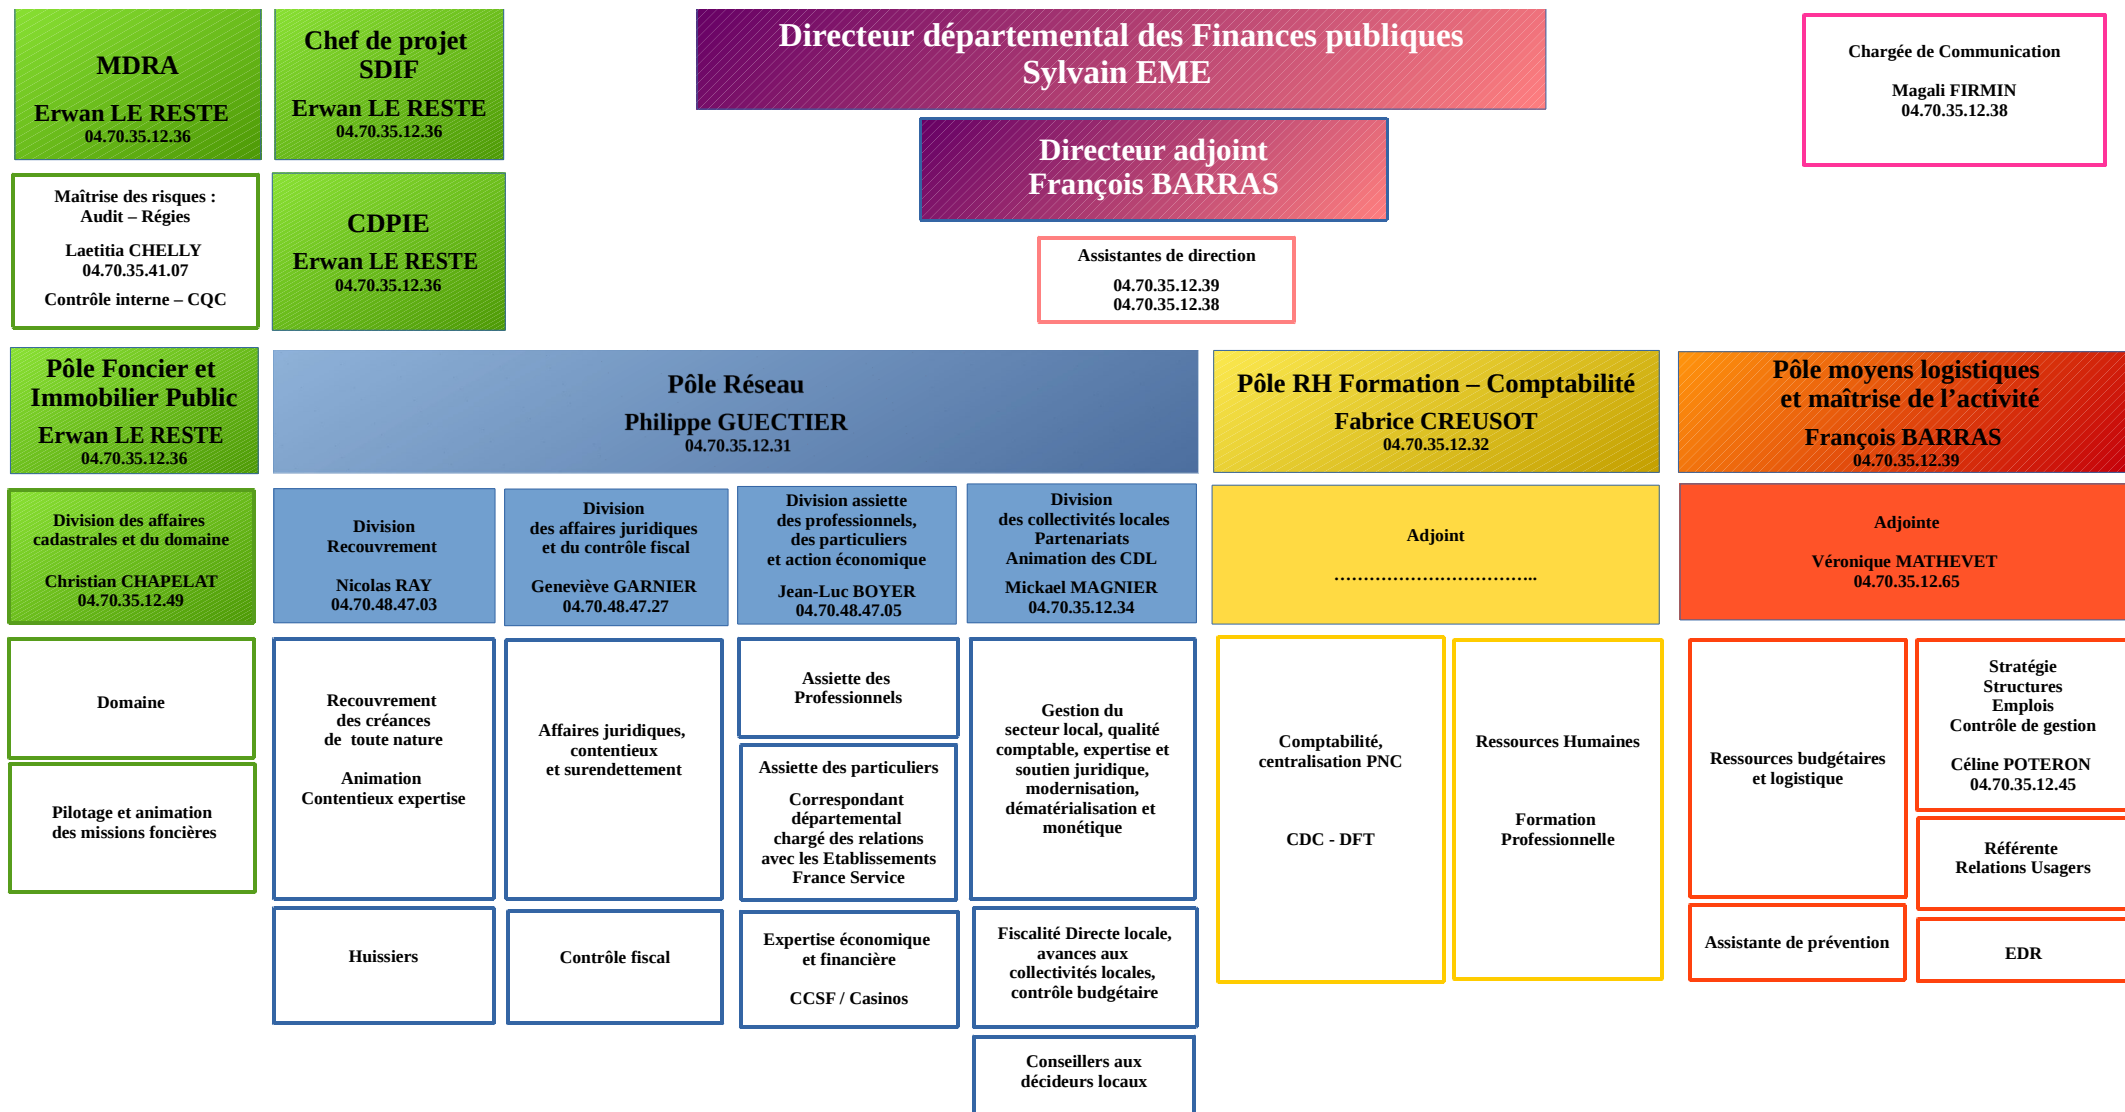 MDRA
Erwan LE RESTE
04.70.35.12.36
Chef de projet
SDIF
Erwan LE RESTE
04.70.35.12.36
Directeur départemental des Finances publiques
Sylvain EME
Chargée de Communication
Magali FIRMIN
04.70.35.12.38
Directeur adjoint
François BARRAS
Maîtrise des risques :
Audit – Régies
Laetitia CHELLY
04.70.35.41.07
Contrôle interne – CQC
CDPIE
Erwan LE RESTE
04.70.35.12.36
Assistantes de direction
04.70.35.12.39
04.70.35.12.38
Pôle Foncier et
Immobilier Public
Erwan LE RESTE
04.70.35.12.36
Pôle Réseau
Philippe GUECTIER
04.70.35.12.31
Pôle RH Formation – Comptabilité
Fabrice CREUSOT
04.70.35.12.32
Pôle moyens logistiques
et maîtrise de l’activité
François BARRAS
04.70.35.12.39
Division des affaires
cadastrales et du domaine
Christian CHAPELAT
04.70.35.12.49
Division
Recouvrement
Nicolas RAY
04.70.48.47.03
Division
des affaires juridiques
et du contrôle fiscal
Geneviève GARNIER
04.70.48.47.27
Division assiette
des professionnels,
des particuliers
et action économique
Jean-Luc BOYER
04.70.48.47.05
Division
des collectivités locales
Partenariats
Animation des CDL
Mickael MAGNIER
04.70.35.12.34
Adjoint
……………………………..
Adjointe
Véronique MATHEVET
04.70.35.12.65
Domaine
Pilotage et animation
des missions foncières
Recouvrement
des créances
de toute nature
Animation
Contentieux expertise
Huissiers
Affaires juridiques,
contentieux
et surendettement
Contrôle fiscal
Assiette des
Professionnels
Assiette des particuliers
Correspondant
départemental
chargé des relations
avec les Etablissements
France Service
Expertise économique
et financière
CCSF / Casinos
Gestion du
secteur local, qualité
comptable, expertise et
soutien juridique,
modernisation,
dématérialisation et
monétique
Fiscalité Directe locale,
avances aux
collectivités locales,
contrôle budgétaire
Conseillers aux
décideurs locaux
Comptabilité,
centralisation PNC
CDC - DFT
Ressources Humaines
Formation
Professionnelle
Ressources budgétaires
et logistique
Assistante de prévention
Stratégie
Structures
Emplois
Contrôle de gestion
Céline POTERON
04.70.35.12.45
Référente
Relations Usagers
EDR